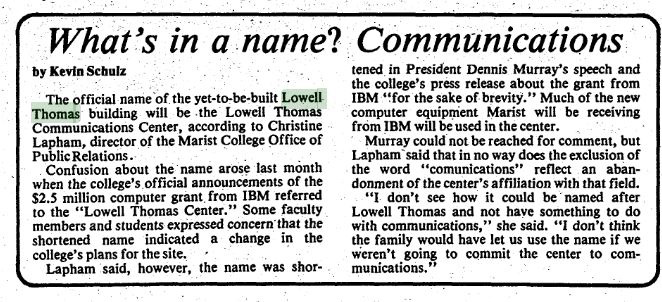 What's in a name? Communications
by Kevin Schulz
The official name of the yet-to-be-built Lowell
Thomas building will be the Lowell Thomas
Communications Center, according to Christine
Lapham, director of the Marist College Office of
Public Relations.
Confusion about the name arose last month
when the college's official announcements of the
$2.5 million computer grant from IBM referred
to the "Lowell Thomas Center." Some faculty
members and students expressed concern that the
shortened name indicated a change in the
college's plans for the site.
Lapham said, however, the name was shor-
tened in President Dennis Murray's speech and
the college's press release about the grant from
IBM "for the sake of brevity." Much of the new
computer equipment Marist will be receiving
from IBM will be used in the center.
Murray could not be reached for comment, but
Lapham said that in no way does the exclusion of
the word "comunications" reflect an aban-
donment of the center's affiliation with that field.
"I don't see how it could be named after
Lowell Thomas and not have something to do
with communications," she said. "I don't think
the family would have let us use the name if we
weren't going to commit the center to com-
munications."